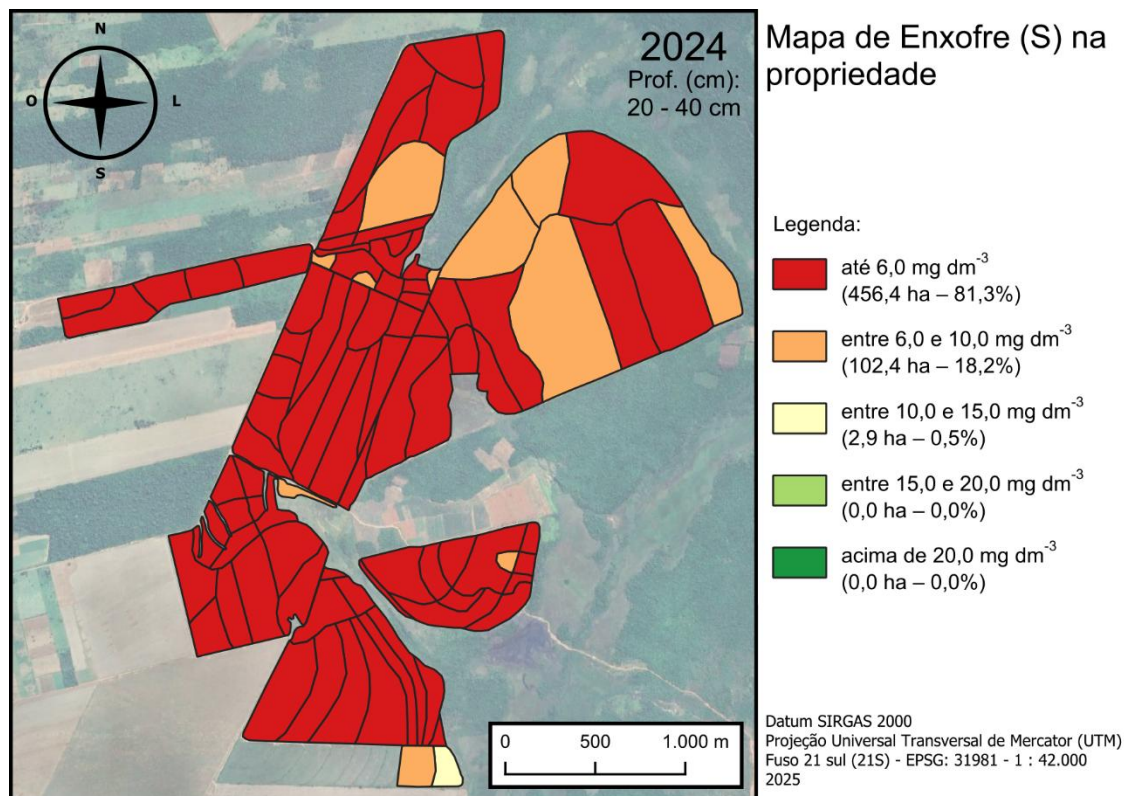 N
O
L
S
2024
Prof. (cm):
20 - 40 cm
0 500 1.000 m
Mapa de Enxofre (S) na
propriedade
Legenda:
até 6,0 mg dm⁻³
(456,4 ha – 81,3%)
entre 6,0 e 10,0 mg dm⁻³
(102,4 ha – 18,2%)
entre 10,0 e 15,0 mg dm⁻³
(2,9 ha – 0,5%)
entre 15,0 e 20,0 mg dm⁻³
(0,0 ha – 0,0%)
acima de 20,0 mg dm⁻³
(0,0 ha – 0,0%)
Datum SIRGAS 2000
Projeção Universal Transversal de Mercator (UTM)
Fuso 21 sul (21S) - EPSG: 31981 - 1 : 42.000
2025